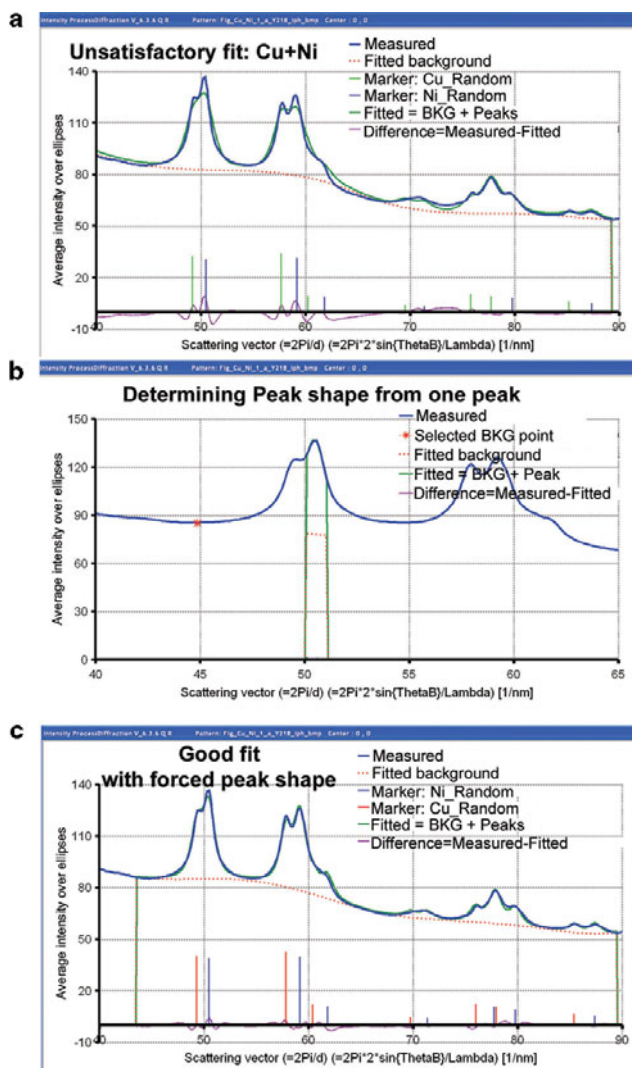 a
Intensity ProcessDiffraction V_6.3.6 Q R Pattern: Fig_Cu_Ni_1_a_Y218_lph_bmp Center : 0 , 0
Unsatisfactory fit: Cu+Ni
Measured
Fitted background
Marker: Cu_Random
Marker: Ni_Random
Fitted = BKG + Peaks
Difference=Measured-Fitted
Average intensity over ellipses
140
110
80
50
20
-10
40 50 60 70 80 90
Scattering vector (=2Pi/d) (=2Pi*2*sin{ThetaB}/Lambda) [1/nm]
b
Intensity ProcessDiffraction V_6.3.6 Q R Pattern: Fig_Cu_Ni_1_a_Y218_lph_bmp Center : 0 , 0
Determining Peak shape from one peak
Measured
Selected BKG point
Fitted background
Fitted = BKG + Peak
Difference=Measured-Fitted
Average intensity over ellipses
150
120
90
60
30
0
40 45 50 55 60 65
Scattering vector (=2Pi/d) (=2Pi*2*sin{ThetaB}/Lambda) [1/nm]
c
Intensity ProcessDiffraction V_6.3.6 Q R Pattern: Fig_Cu_Ni_1_a_Y218_lph_bmp Center : 0 , 0
Good fit
with forced peak shape
Measured
Fitted background
Marker: Ni_Random
Marker: Cu_Random
Fitted = BKG + Peaks
Difference=Measured-Fitted
Average intensity over ellipses
140
110
80
50
20
-10
40 50 60 70 80 90
Scattering vector (=2Pi/d) (=2Pi*2*sin{ThetaB}/Lambda) [1/nm]